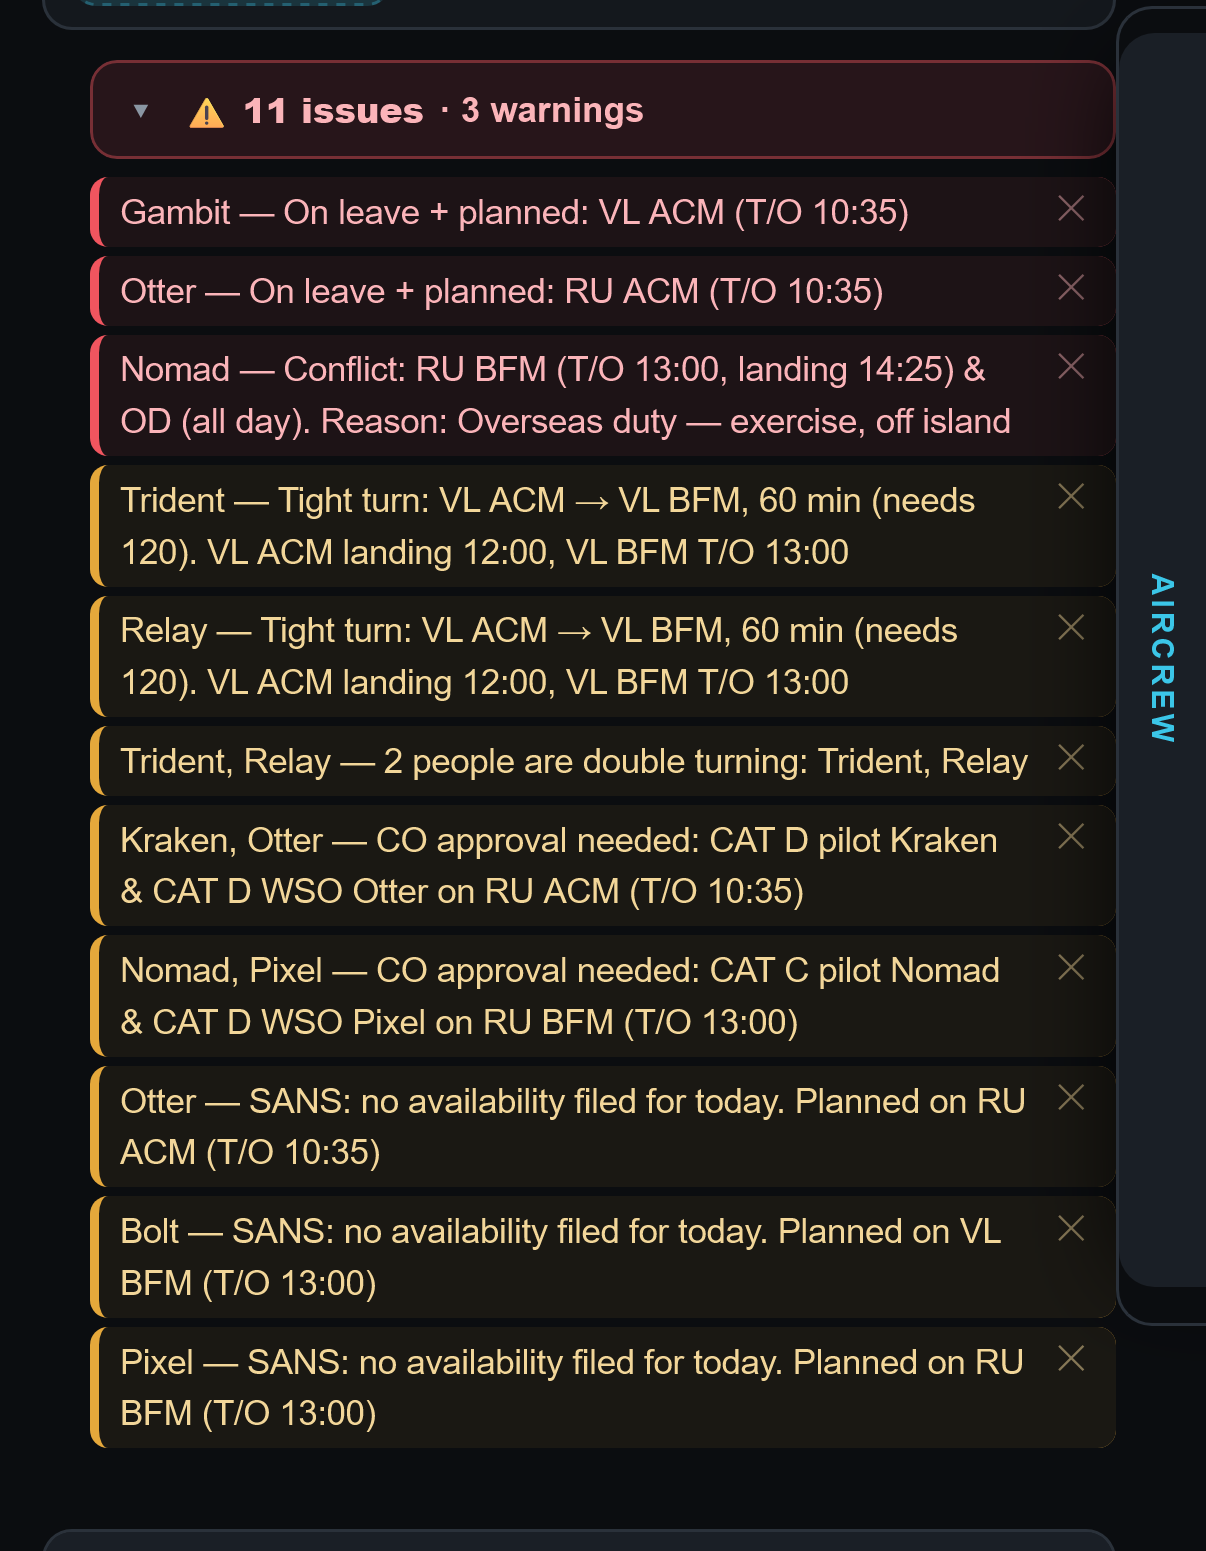 ▼ ⚠️ 11 issues · 3 warnings
Gambit — On leave + planned: VL ACM (T/O 10:35)
Otter — On leave + planned: RU ACM (T/O 10:35)
Nomad — Conflict: RU BFM (T/O 13:00, landing 14:25) &
OD (all day). Reason: Overseas duty — exercise, off island
Trident — Tight turn: VL ACM → VL BFM, 60 min (needs
120). VL ACM landing 12:00, VL BFM T/O 13:00
Relay — Tight turn: VL ACM → VL BFM, 60 min (needs
120). VL ACM landing 12:00, VL BFM T/O 13:00
Trident, Relay — 2 people are double turning: Trident, Relay
Kraken, Otter — CO approval needed: CAT D pilot Kraken
& CAT D WSO Otter on RU ACM (T/O 10:35)
Nomad, Pixel — CO approval needed: CAT C pilot Nomad
& CAT D WSO Pixel on RU BFM (T/O 13:00)
Otter — SANS: no availability filed for today. Planned on RU
ACM (T/O 10:35)
Bolt — SANS: no availability filed for today. Planned on VL
BFM (T/O 13:00)
Pixel — SANS: no availability filed for today. Planned on RU
BFM (T/O 13:00)
AIRCREW